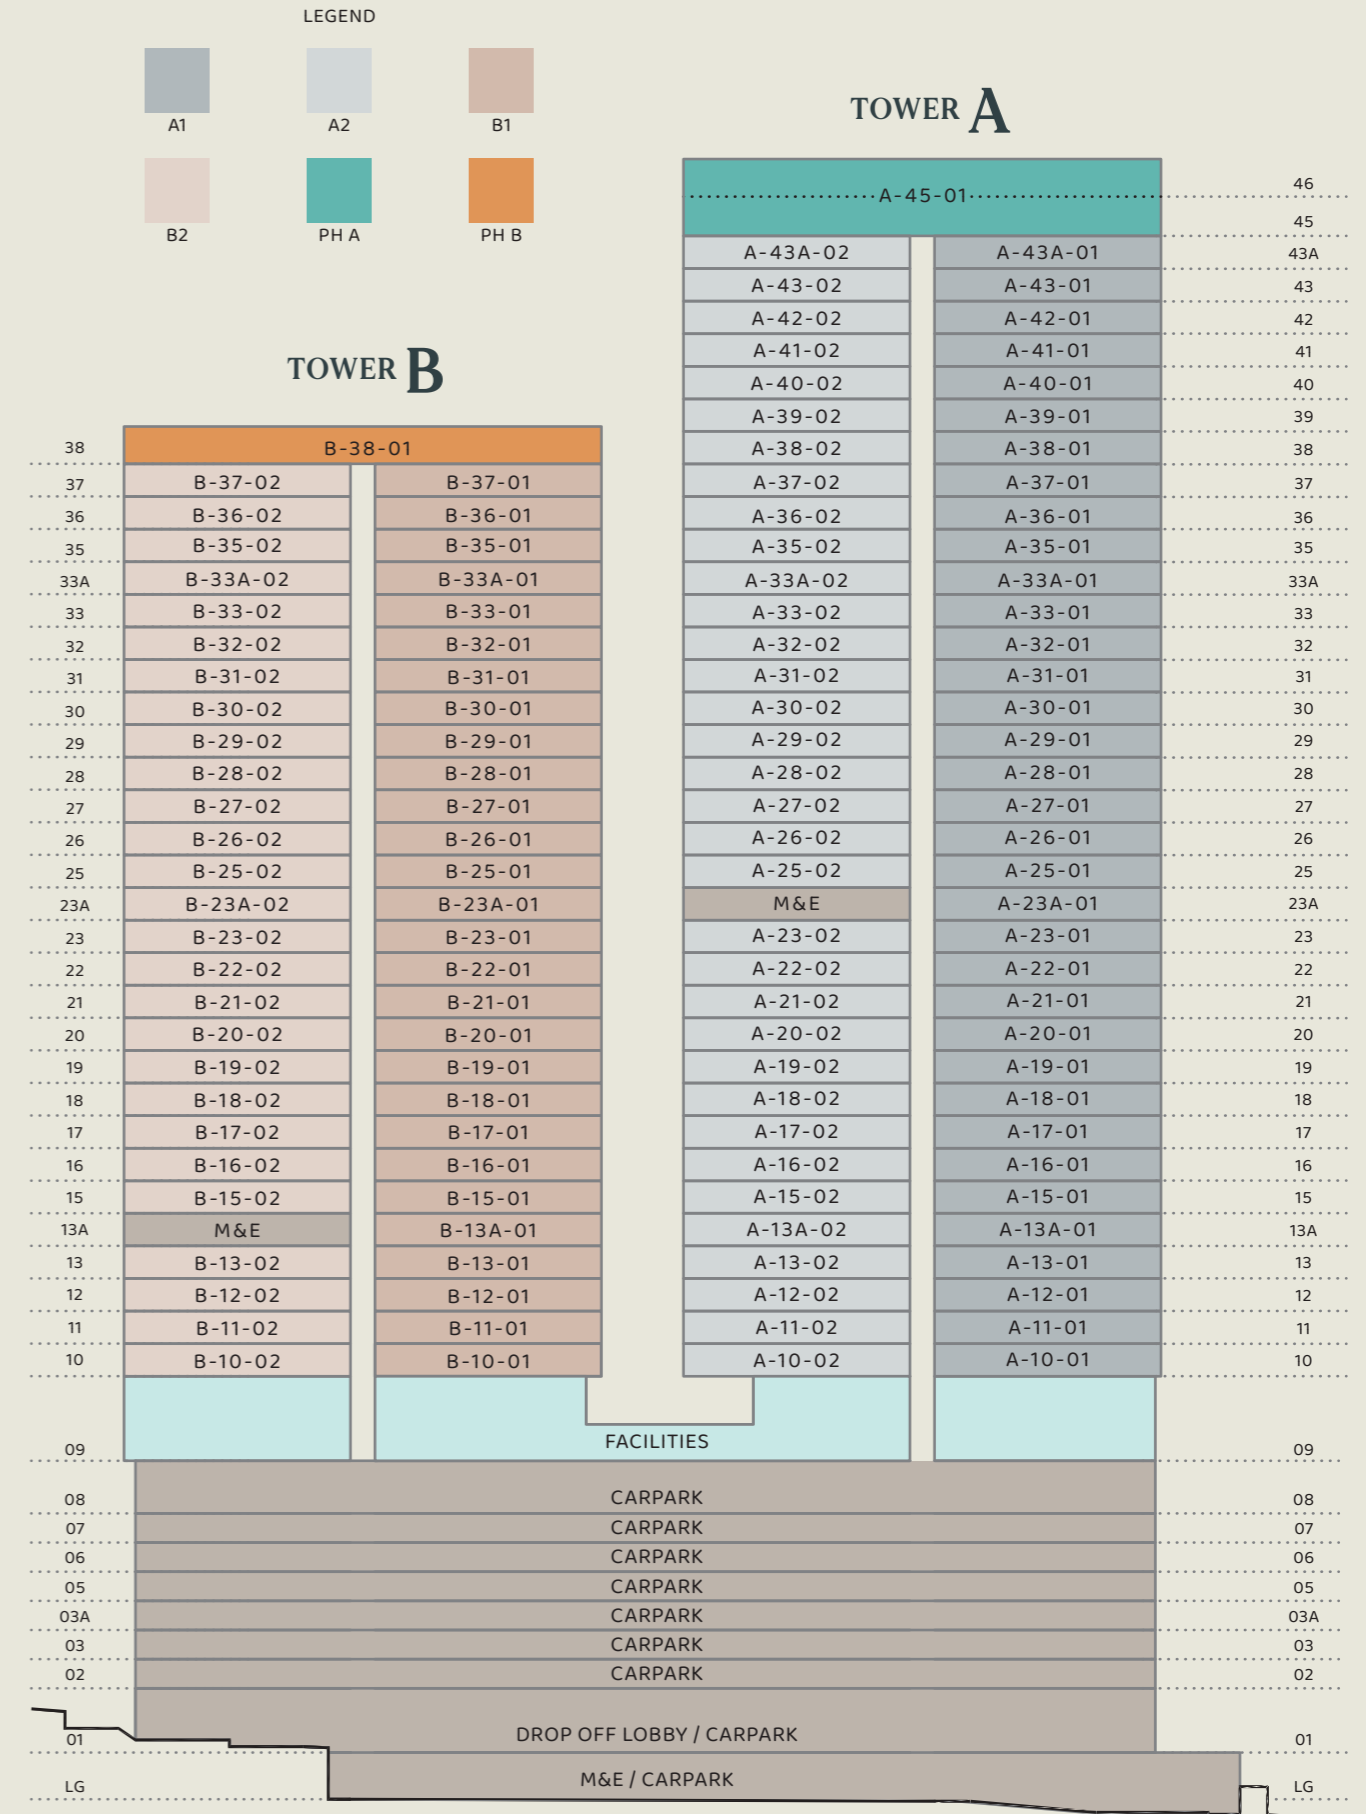 LEGEND
A1 A2 B1
B2 PH A PH B
TOWER A
46
A-45-01
45
A-43A-02 A-43A-01 43A
A-43-02 A-43-01 43
A-42-02 A-42-01 42
A-41-02 A-41-01 41
TOWER B
A-40-02 A-40-01 40
A-39-02 A-39-01 39
38 B-38-01 A-38-02 A-38-01 38
37 B-37-02 B-37-01 A-37-02 A-37-01 37
36 B-36-02 B-36-01 A-36-02 A-36-01 36
35 B-35-02 B-35-01 A-35-02 A-35-01 35
33A B-33A-02 B-33A-01 A-33A-02 A-33A-01 33A
33 B-33-02 B-33-01 A-33-02 A-33-01 33
32 B-32-02 B-32-01 A-32-02 A-32-01 32
31 B-31-02 B-31-01 A-31-02 A-31-01 31
30 B-30-02 B-30-01 A-30-02 A-30-01 30
29 B-29-02 B-29-01 A-29-02 A-29-01 29
28 B-28-02 B-28-01 A-28-02 A-28-01 28
27 B-27-02 B-27-01 A-27-02 A-27-01 27
26 B-26-02 B-26-01 A-26-02 A-26-01 26
25 B-25-02 B-25-01 A-25-02 A-25-01 25
23A B-23A-02 B-23A-01 M&E A-23A-01 23A
23 B-23-02 B-23-01 A-23-02 A-23-01 23
22 B-22-02 B-22-01 A-22-02 A-22-01 22
21 B-21-02 B-21-01 A-21-02 A-21-01 21
20 B-20-02 B-20-01 A-20-02 A-20-01 20
19 B-19-02 B-19-01 A-19-02 A-19-01 19
18 B-18-02 B-18-01 A-18-02 A-18-01 18
17 B-17-02 B-17-01 A-17-02 A-17-01 17
16 B-16-02 B-16-01 A-16-02 A-16-01 16
15 B-15-02 B-15-01 A-15-02 A-15-01 15
13A M&E B-13A-01 A-13A-02 A-13A-01 13A
13 B-13-02 B-13-01 A-13-02 A-13-01 13
12 B-12-02 B-12-01 A-12-02 A-12-01 12
11 B-11-02 B-11-01 A-11-02 A-11-01 11
10 B-10-02 B-10-01 A-10-02 A-10-01 10
09 FACILITIES 09
08 CARPARK 08
07 CARPARK 07
06 CARPARK 06
05 CARPARK 05
03A CARPARK 03A
03 CARPARK 03
02 CARPARK 02
01 DROP OFF LOBBY / CARPARK 01
LG M&E / CARPARK LG